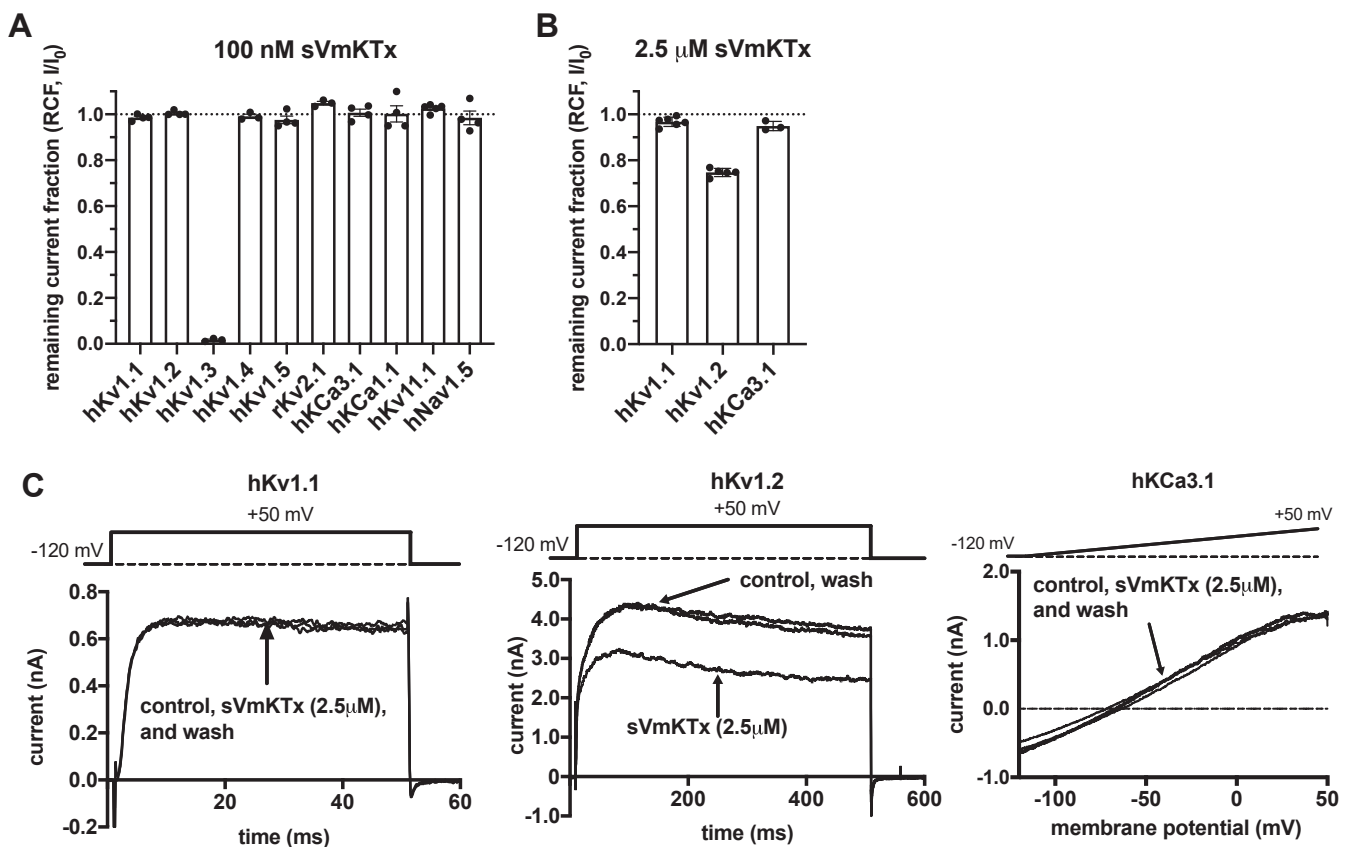 A
100 nM sVmKTx
remaining current fraction (RCF, I/I0)
1.0
0.8
0.6
0.4
0.2
0.0
hKv1.1
hKv1.2
hKv1.3
hKv1.4
hKv1.5
rKv2.1
hKCa3.1
hKCa1.1
hKv11.1
hNav1.5
B
2.5 μM sVmKTx
remaining current fraction (RCF, I/I0)
1.0
0.8
0.6
0.4
0.2
0.0
hKv1.1
hKv1.2
hKCa3.1
C
hKv1.1
+50 mV
-120 mV
current (nA)
0.8
0.6
0.4
0.2
0.0
-0.2
control, sVmKTx (2.5μM),
and wash
20
40
60
time (ms)
hKv1.2
+50 mV
-120 mV
current (nA)
5.0
4.0
3.0
2.0
1.0
0
-1.0
control, wash
sVmKTx (2.5μM)
200
400
600
time (ms)
hKCa3.1
+50 mV
-120 mV
current (nA)
2.0
1.0
0.0
-1.0
control, sVmKTx (2.5μM),
and wash
-100
-50
0
50
membrane potential (mV)